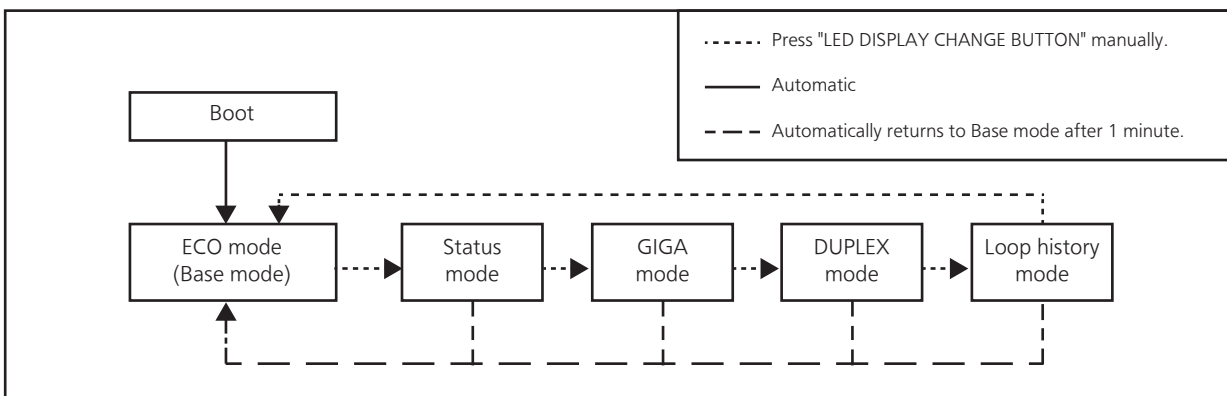 Press "LED DISPLAY CHANGE BUTTON" manually.
Automatic
Automatically returns to Base mode after 1 minute.
Boot
ECO mode
(Base mode)
Status
mode
GIGA
mode
DUPLEX
mode
Loop history
mode